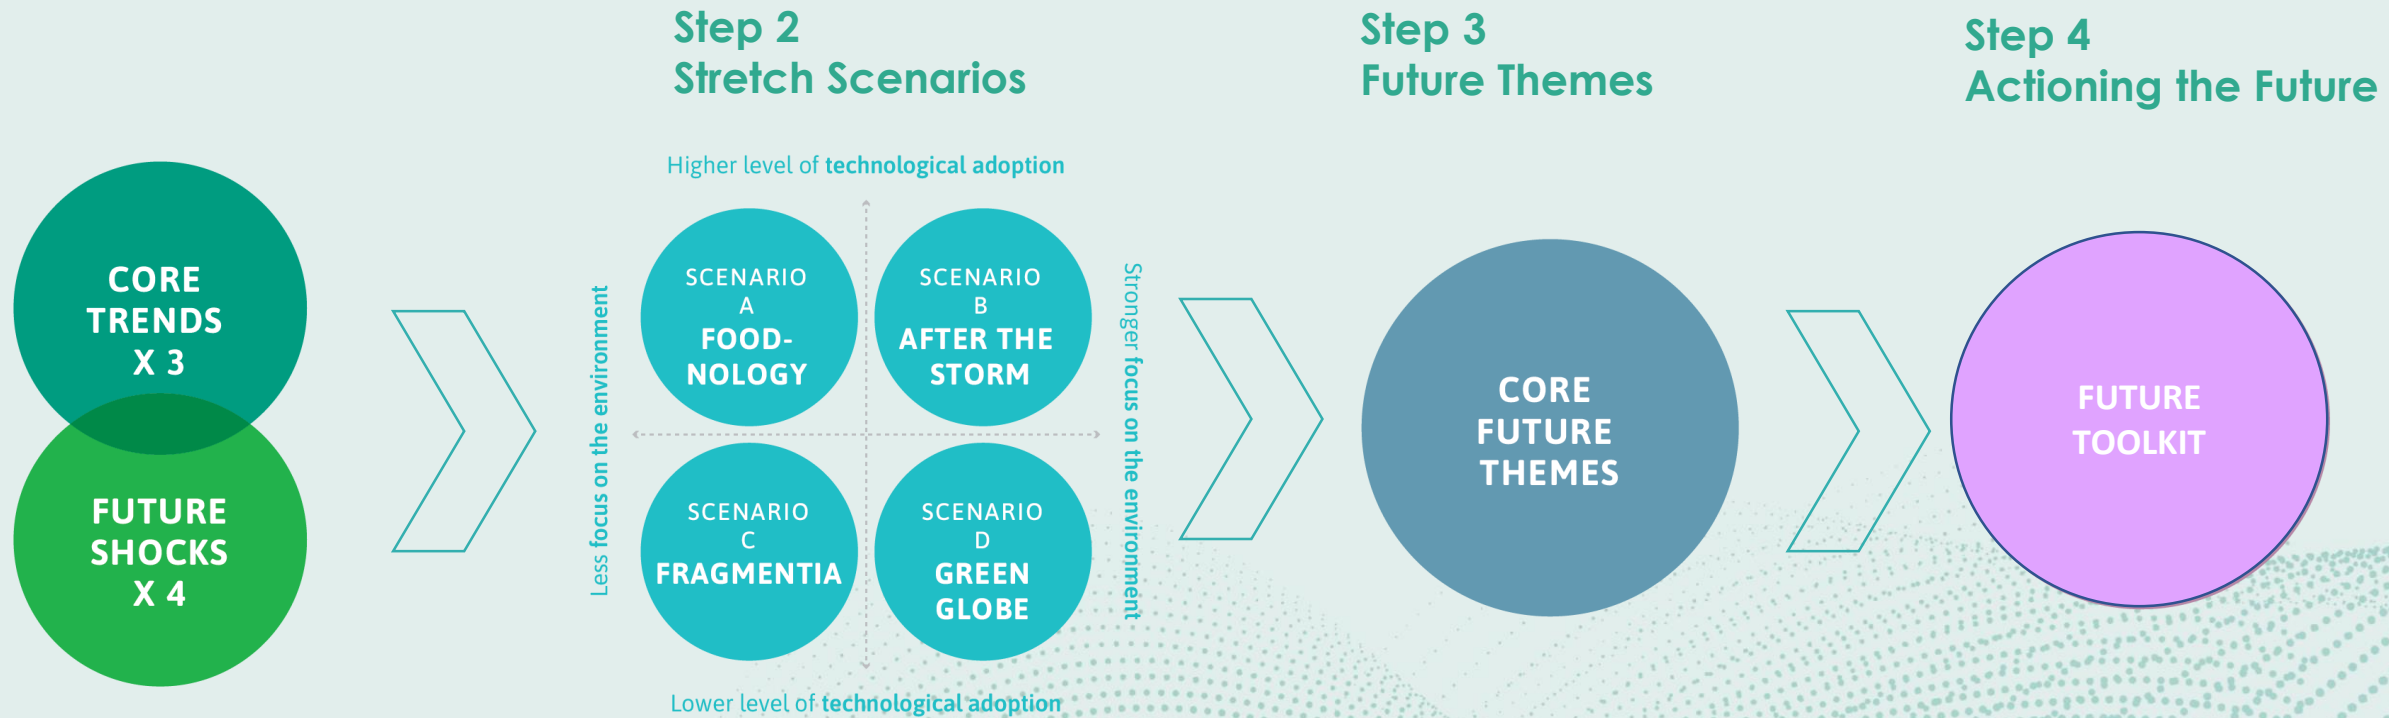 CORE
TRENDS
X 3
FUTURE
SHOCKS
X 4
Step 2
Stretch Scenarios
Higher level of technological adoption
Less focus on the environment
SCENARIO
A
FOOD-
NOLOGY
SCENARIO
B
AFTER THE
STORM
SCENARIO
C
FRAGMENTIA
SCENARIO
D
GREEN
GLOBE
Stronger focus on the environment
Lower level of technological adoption
Step 3
Future Themes
CORE
FUTURE
THEMES
Step 4
Actioning the Future
FUTURE
TOOLKIT